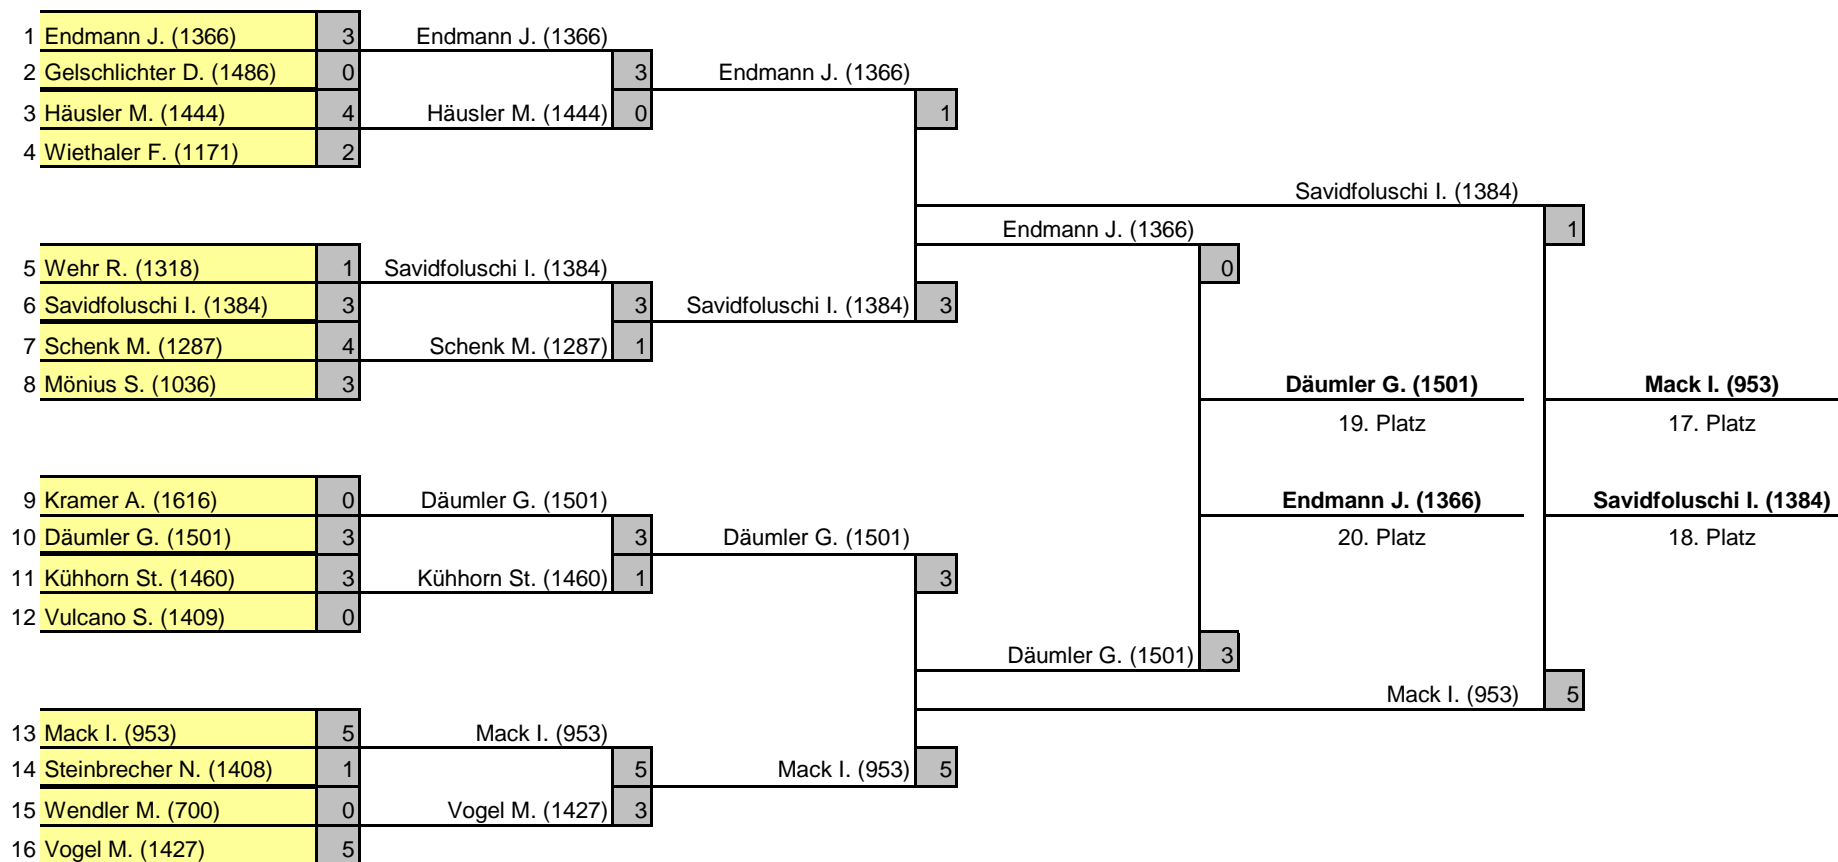 1 Endmann J. (1366) 3 Endmann J. (1366)
2 Gelschlichter D. (1486) 0 3 Endmann J. (1366)
3 Häusler M. (1444) 4 Häusler M. (1444) 0 1
4 Wiethaler F. (1171) 2
Savidfoluschi I. (1384)
Endmann J. (1366) 1
5 Wehr R. (1318) 1 Savidfoluschi I. (1384) 0
6 Savidfoluschi I. (1384) 3 3 Savidfoluschi I. (1384) 3
7 Schenk M. (1287) 4 Schenk M. (1287) 1
8 Mönius S. (1036) 3 Däumler G. (1501) Mack I. (953)
19. Platz 17. Platz
9 Kramer A. (1616) 0 Däumler G. (1501) Endmann J. (1366) Savidfoluschi I. (1384)
10 Däumler G. (1501) 3 3 Däumler G. (1501) 20. Platz 18. Platz
11 Kühhorn St. (1460) 3 Kühhorn St. (1460) 1 3
12 Vulcano S. (1409) 0
Däumler G. (1501) 3
Mack I. (953) 5
13 Mack I. (953) 5 Mack I. (953)
14 Steinbrecher N. (1408) 1 5 Mack I. (953) 5
15 Wendler M. (700) 0 Vogel M. (1427) 3
16 Vogel M. (1427) 5